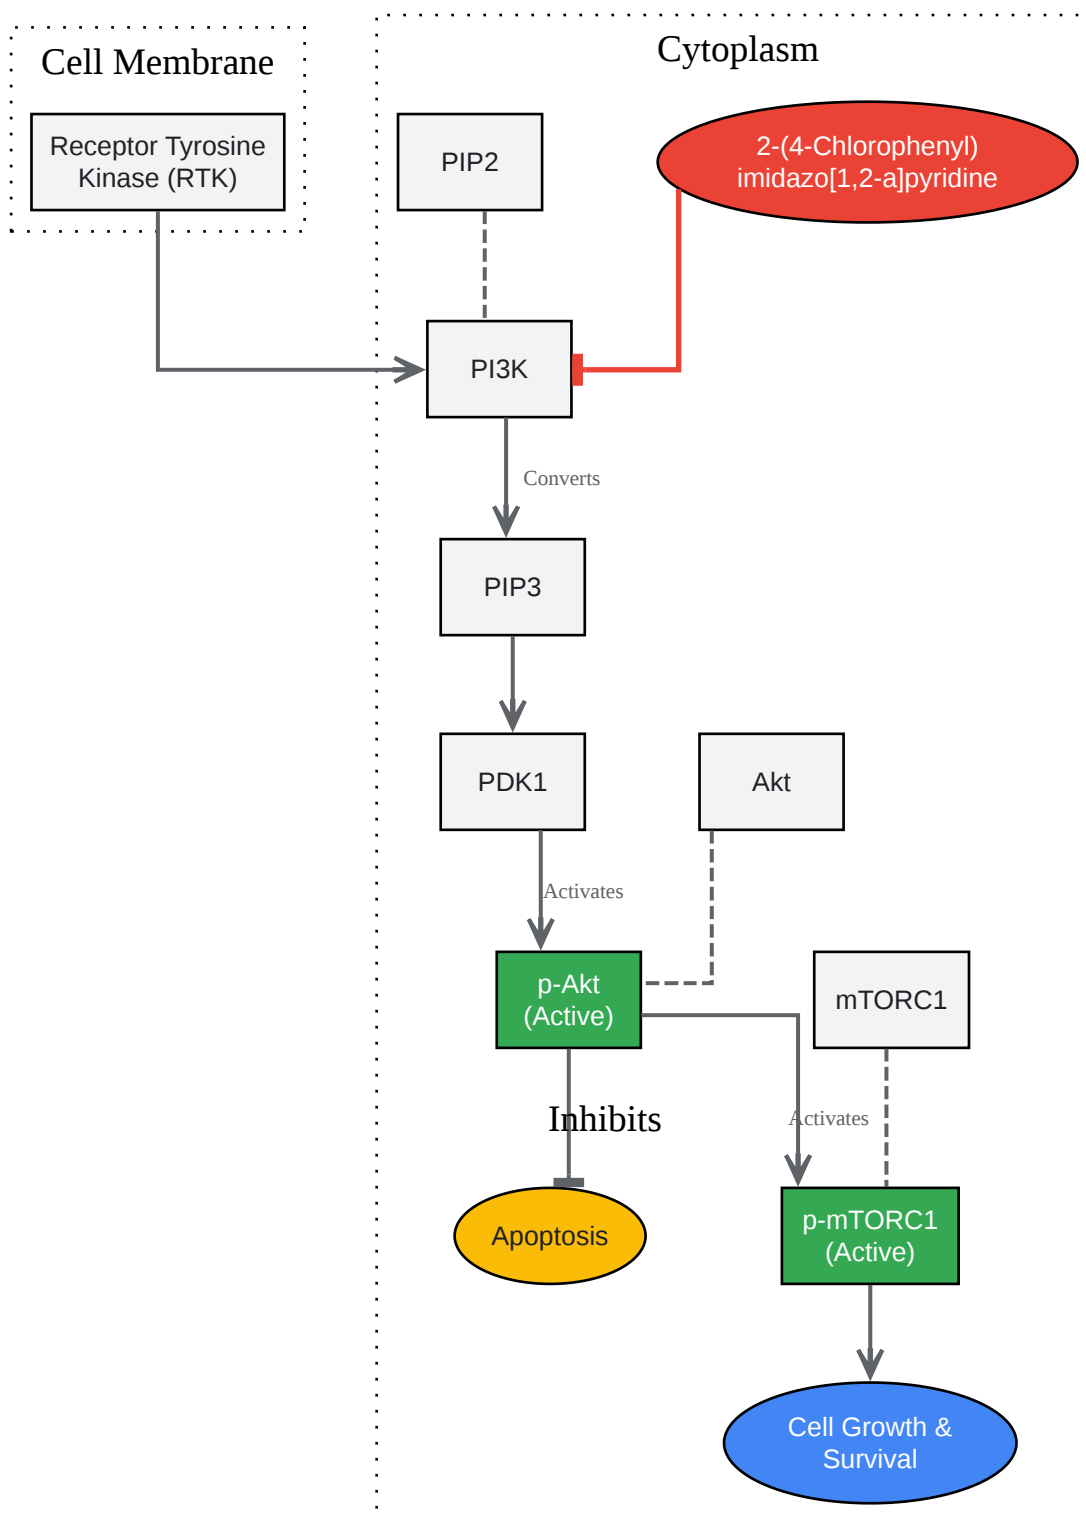 Cell Membrane
Cytoplasm
Receptor Tyrosine
Kinase (RTK)
PIP2
2-(4-Chlorophenyl)
imidazo[1,2-a]pyridine
PI3K
Converts
PIP3
PDK1
Akt
Activates
p-Akt
(Active)
mTORC1
Inhibits
Activates
Apoptosis
p-mTORC1
(Active)
Cell Growth &
Survival